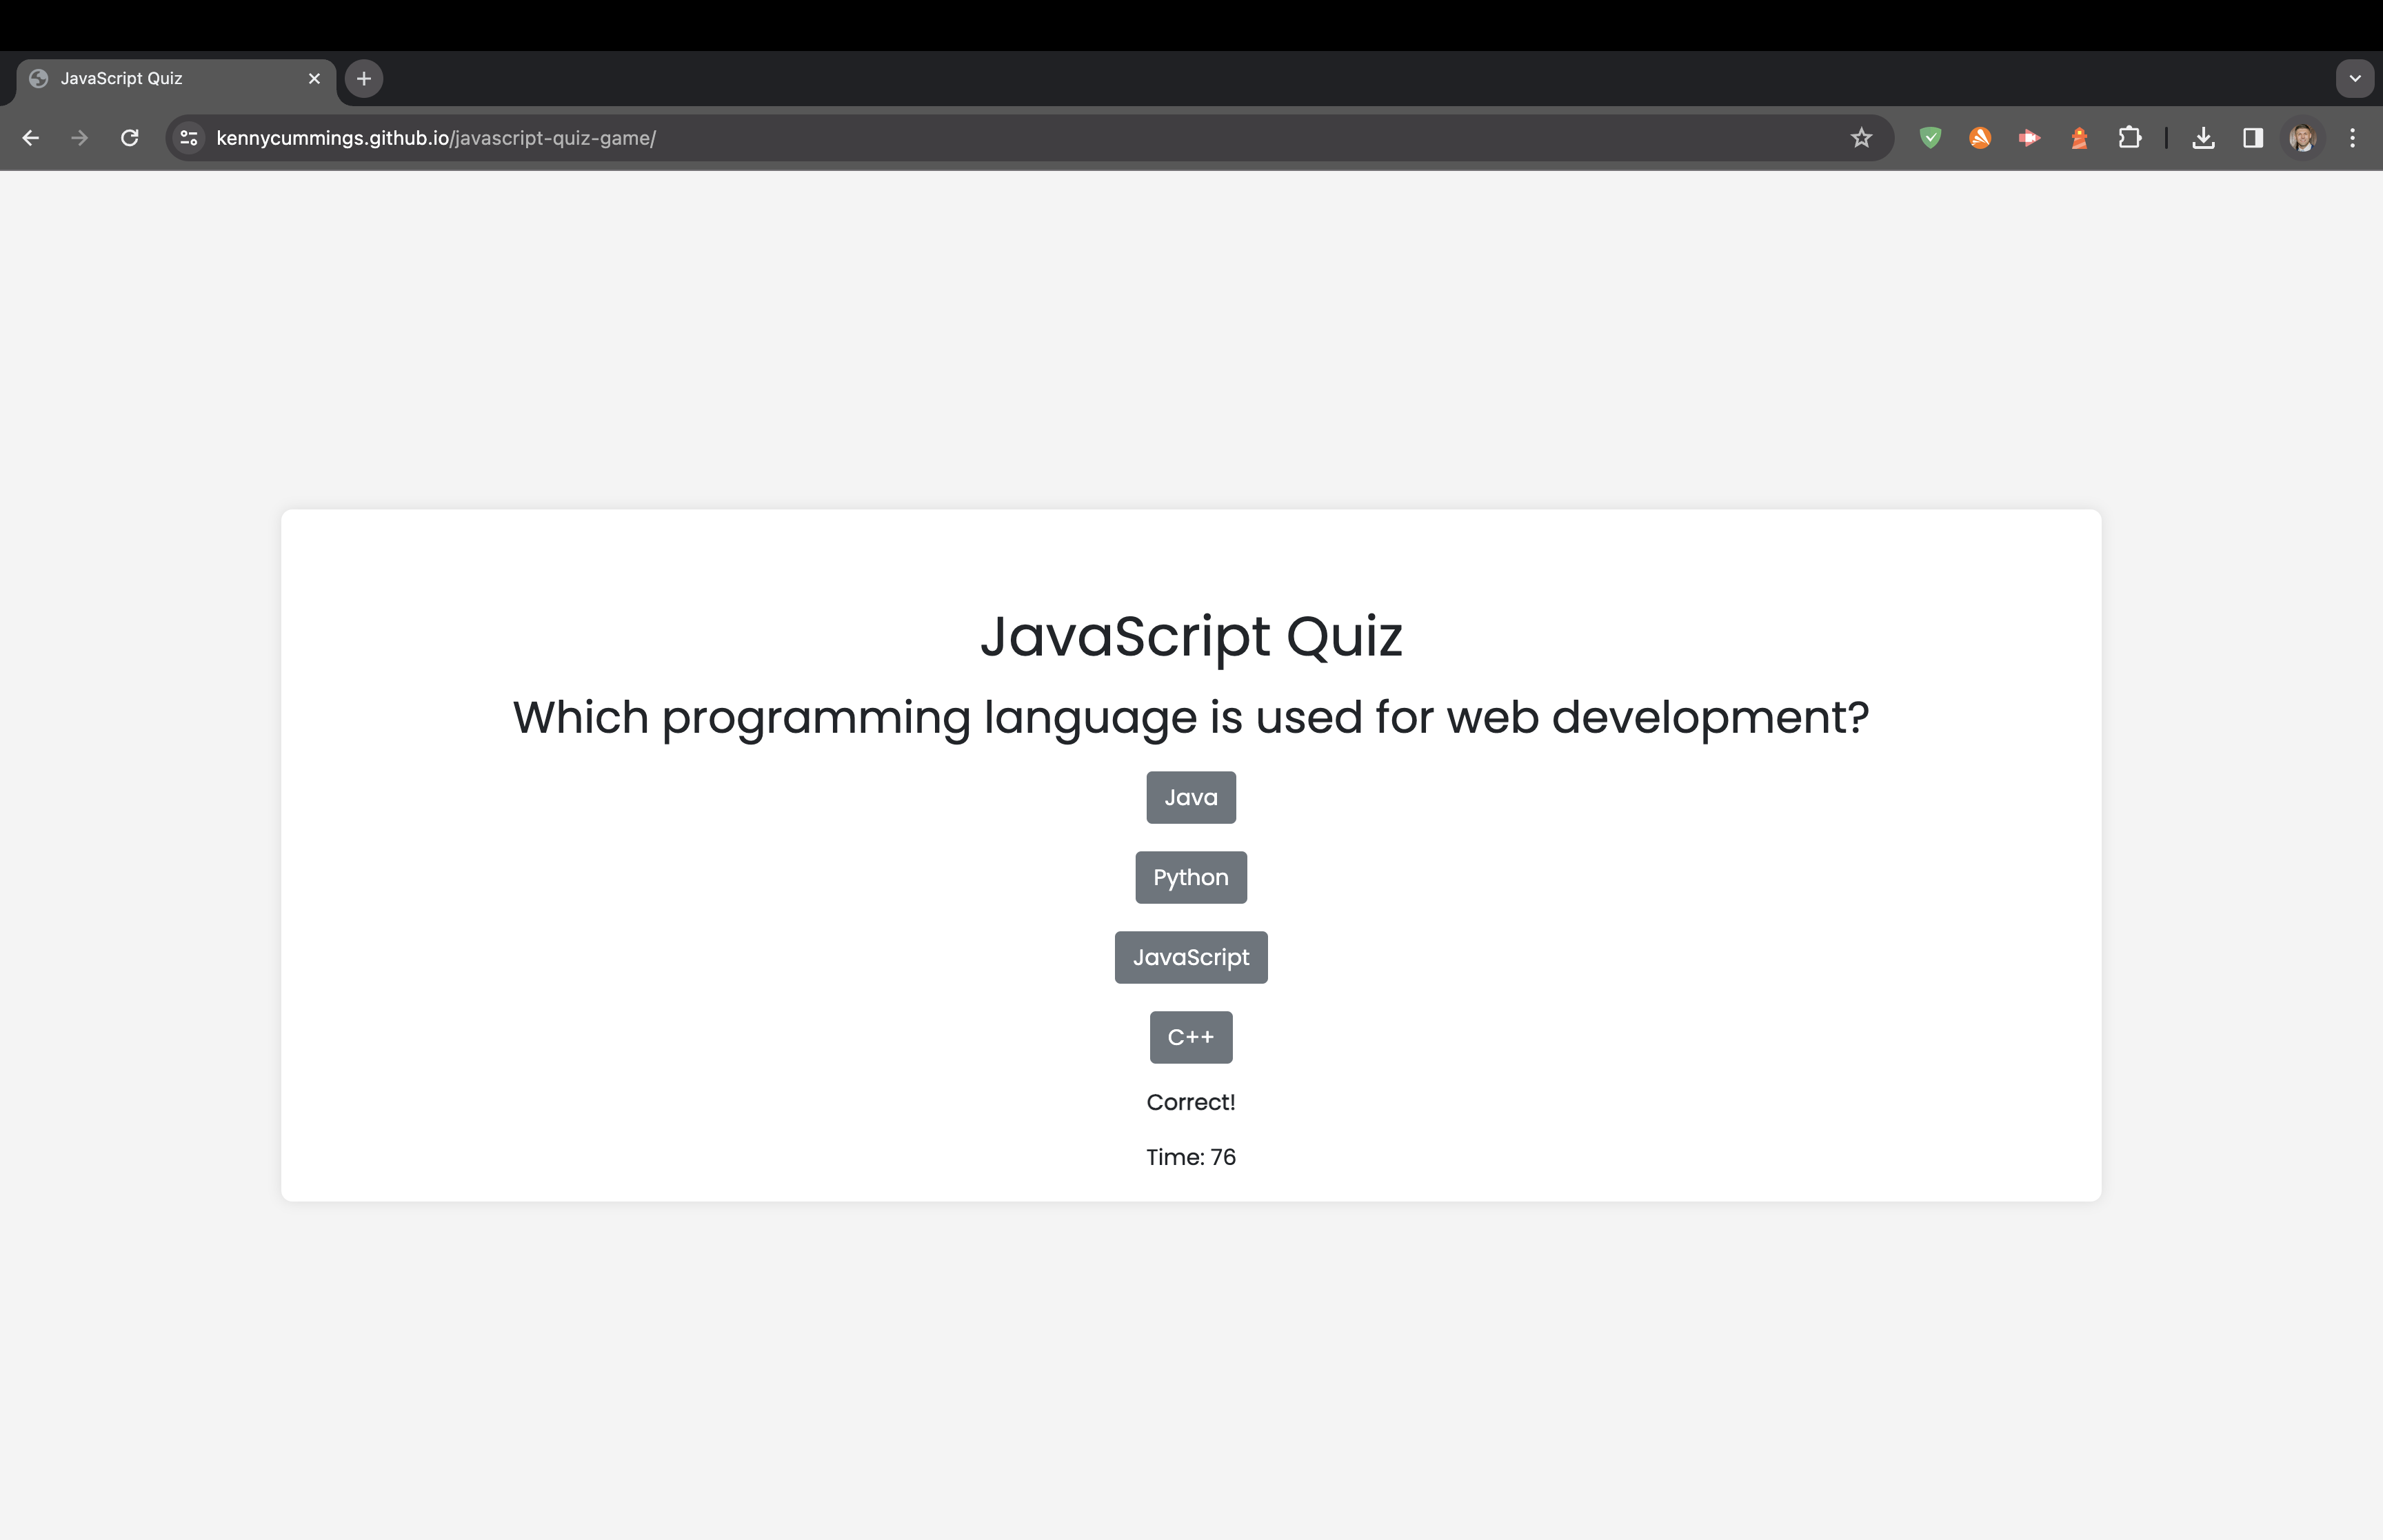 JavaScript Quiz
kennycummings.github.io/javascript-quiz-game/
JavaScript Quiz
Which programming language is used for web development?
Java
Python
JavaScript
C++
Correct!
Time: 76